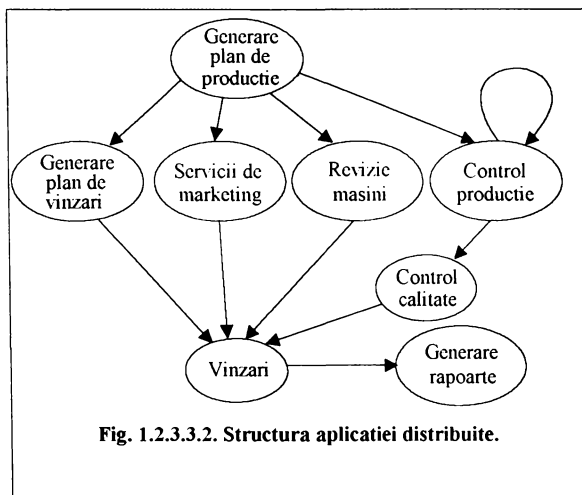 Generare
plan de
productie
Generare
plan de
vinzari
Servicii de
marketing
Revizie
masini
Control
productie
Control
calitate
Vinzari
Generare
rapoarte
Fig. 1.2.3.3.2. Structura aplicatiei distribuite.